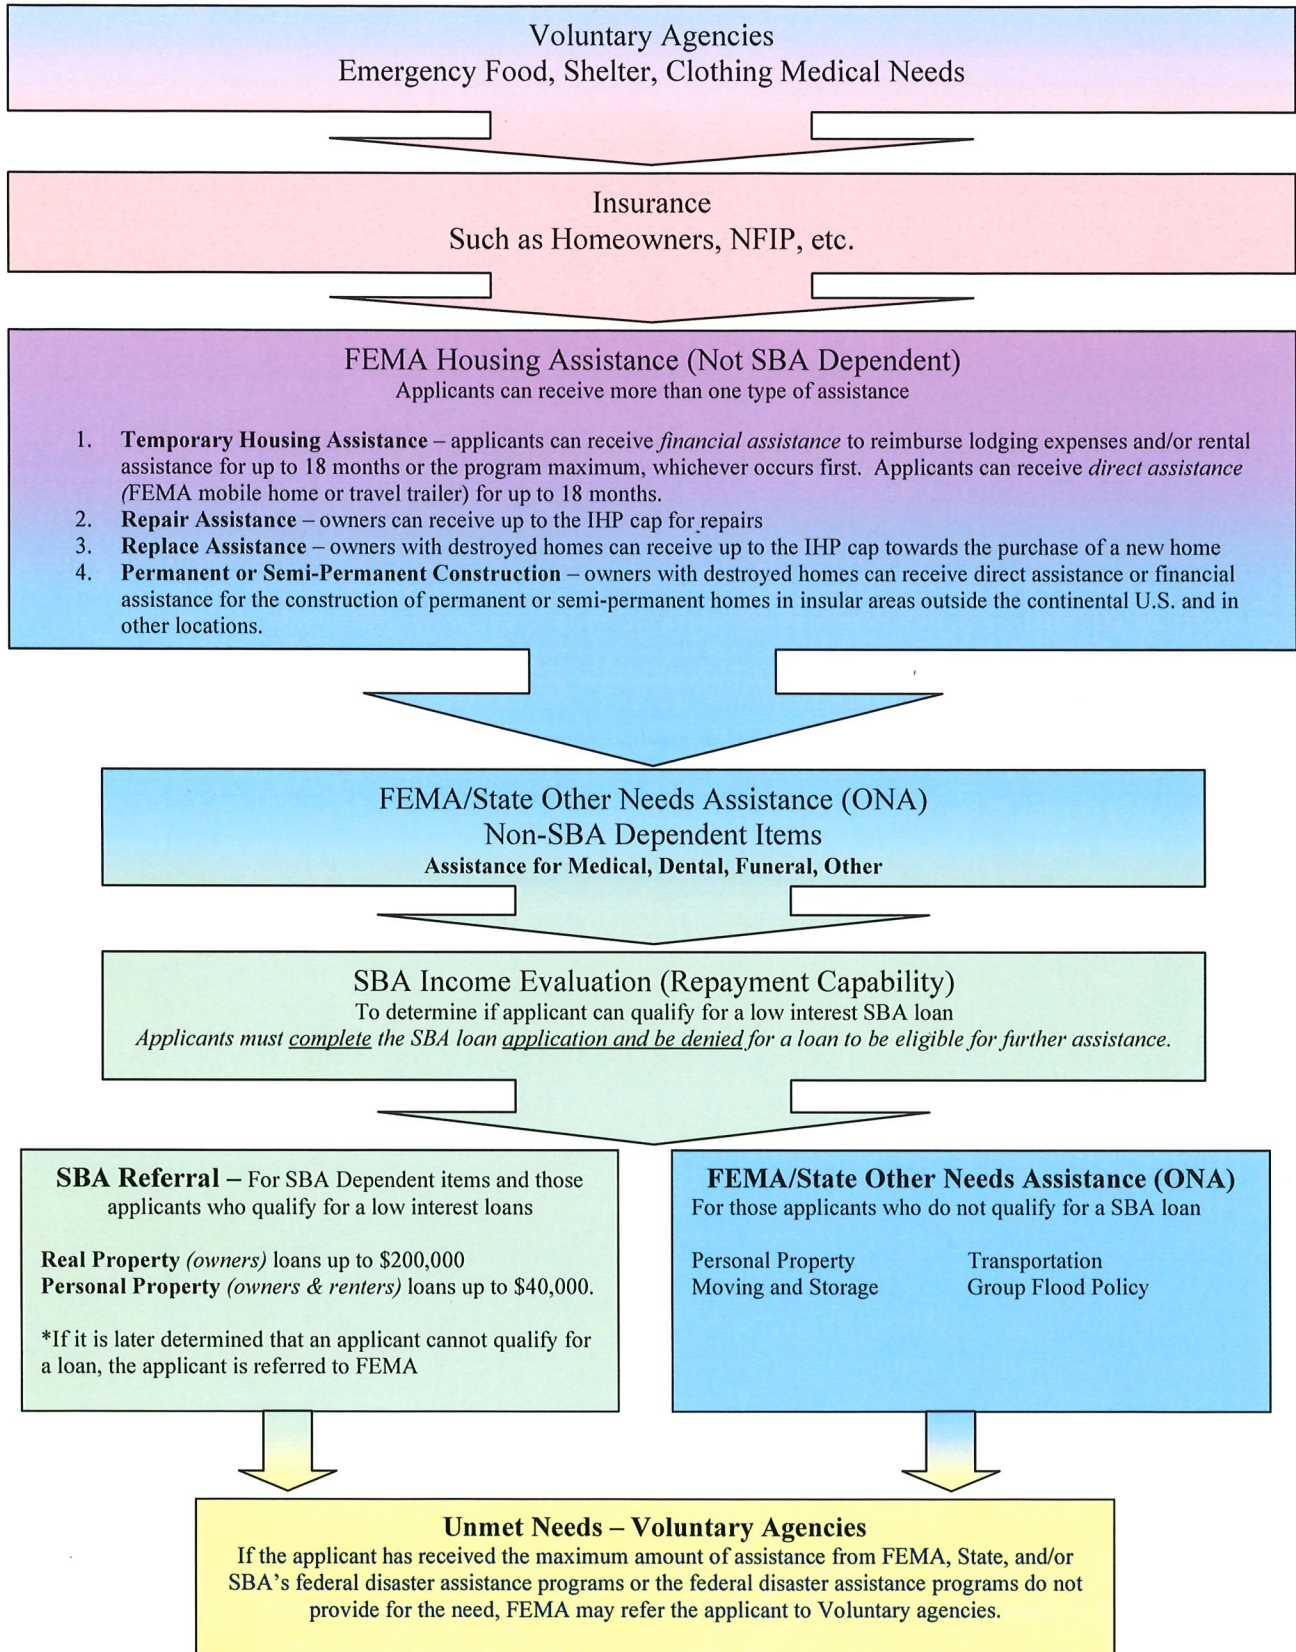 Voluntary Agencies
Emergency Food, Shelter, Clothing Medical Needs
Insurance
Such as Homeowners, NFIP, etc.
FEMA Housing Assistance (Not SBA Dependent)
Applicants can receive more than one type of assistance
1. Temporary Housing Assistance – applicants can receive financial assistance to reimburse lodging expenses and/or rental
assistance for up to 18 months or the program maximum, whichever occurs first. Applicants can receive direct assistance
(FEMA mobile home or travel trailer) for up to 18 months.
2. Repair Assistance – owners can receive up to the IHP cap for repairs
3. Replace Assistance – owners with destroyed homes can receive up to the IHP cap towards the purchase of a new home
4. Permanent or Semi-Permanent Construction – owners with destroyed homes can receive direct assistance or financial
assistance for the construction of permanent or semi-permanent homes in insular areas outside the continental U.S. and in
other locations.
FEMA/State Other Needs Assistance (ONA)
Non-SBA Dependent Items
Assistance for Medical, Dental, Funeral, Other
SBA Income Evaluation (Repayment Capability)
To determine if applicant can qualify for a low interest SBA loan
Applicants must complete the SBA loan application and be denied for a loan to be eligible for further assistance.
SBA Referral – For SBA Dependent items and those
applicants who qualify for a low interest loans
Real Property (owners) loans up to $200,000
Personal Property (owners & renters) loans up to $40,000.
*If it is later determined that an applicant cannot qualify for
a loan, the applicant is referred to FEMA
FEMA/State Other Needs Assistance (ONA)
For those applicants who do not qualify for a SBA loan
Personal Property Transportation
Moving and Storage Group Flood Policy
Unmet Needs – Voluntary Agencies
If the applicant has received the maximum amount of assistance from FEMA, State, and/or
SBA's federal disaster assistance programs or the federal disaster assistance programs do not
provide for the need, FEMA may refer the applicant to Voluntary agencies.